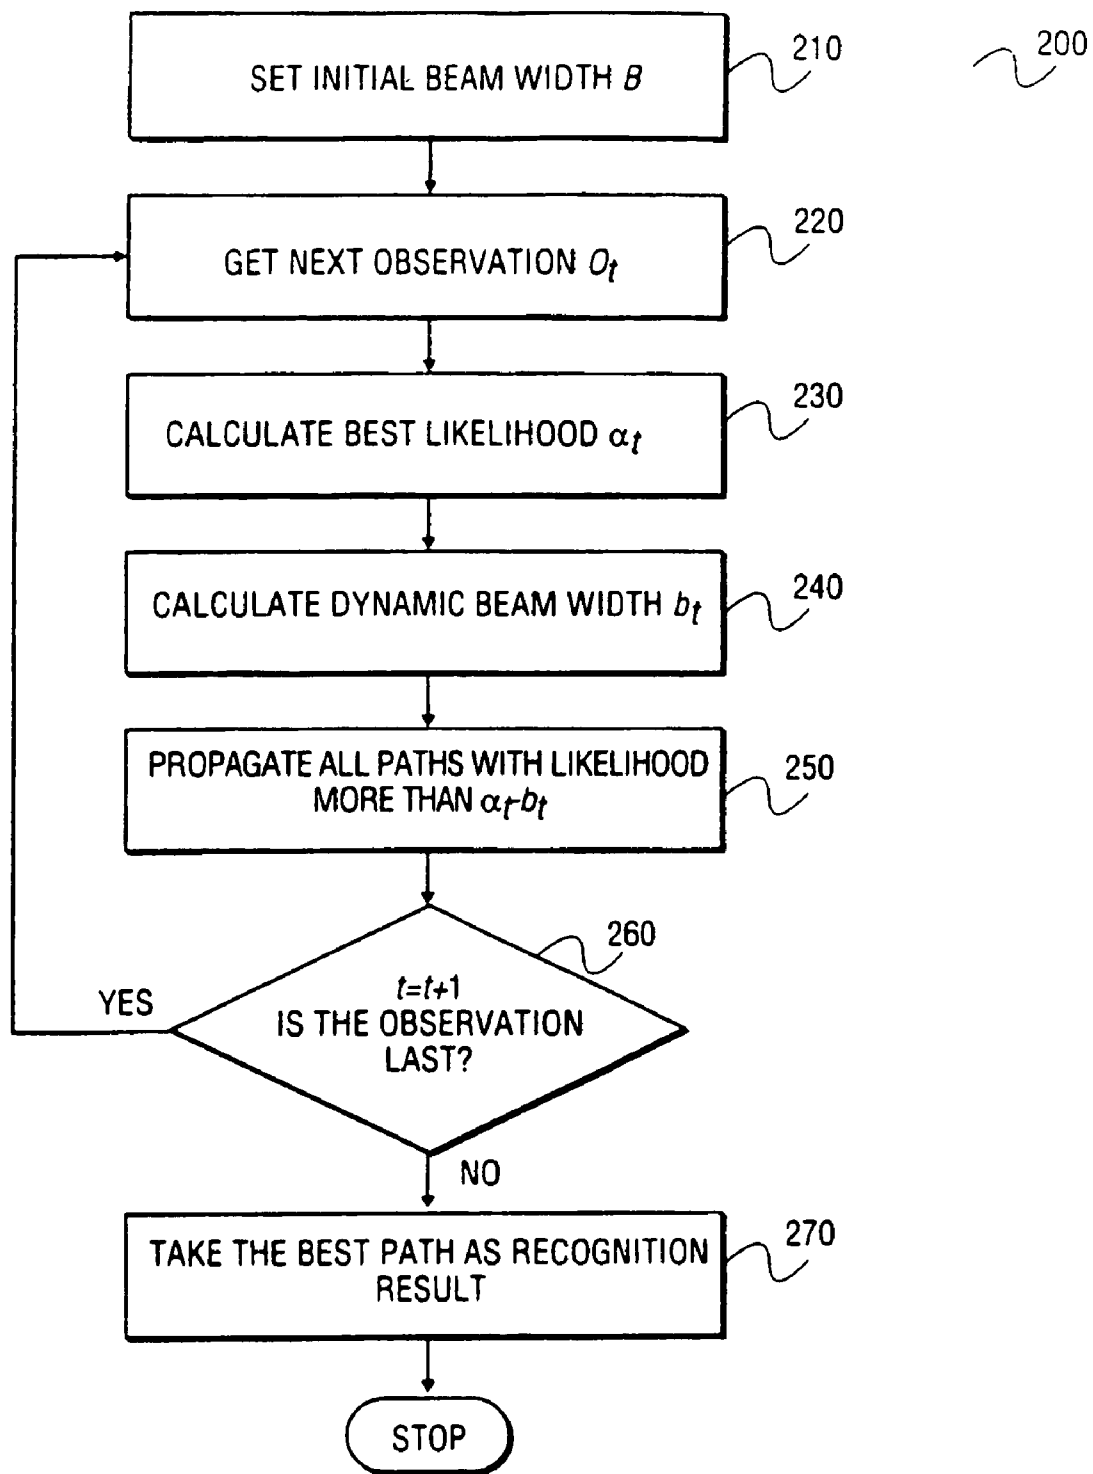 SET INITIAL BEAM WIDTH B
210
200
GET NEXT OBSERVATION Ot
220
CALCULATE BEST LIKELIHOOD αt
230
CALCULATE DYNAMIC BEAM WIDTH bt
240
PROPAGATE ALL PATHS WITH LIKELIHOOD
MORE THAN αt-bt
250
260
YES
t=t+1
IS THE OBSERVATION
LAST?
NO
TAKE THE BEST PATH AS RECOGNITION
RESULT
270
STOP